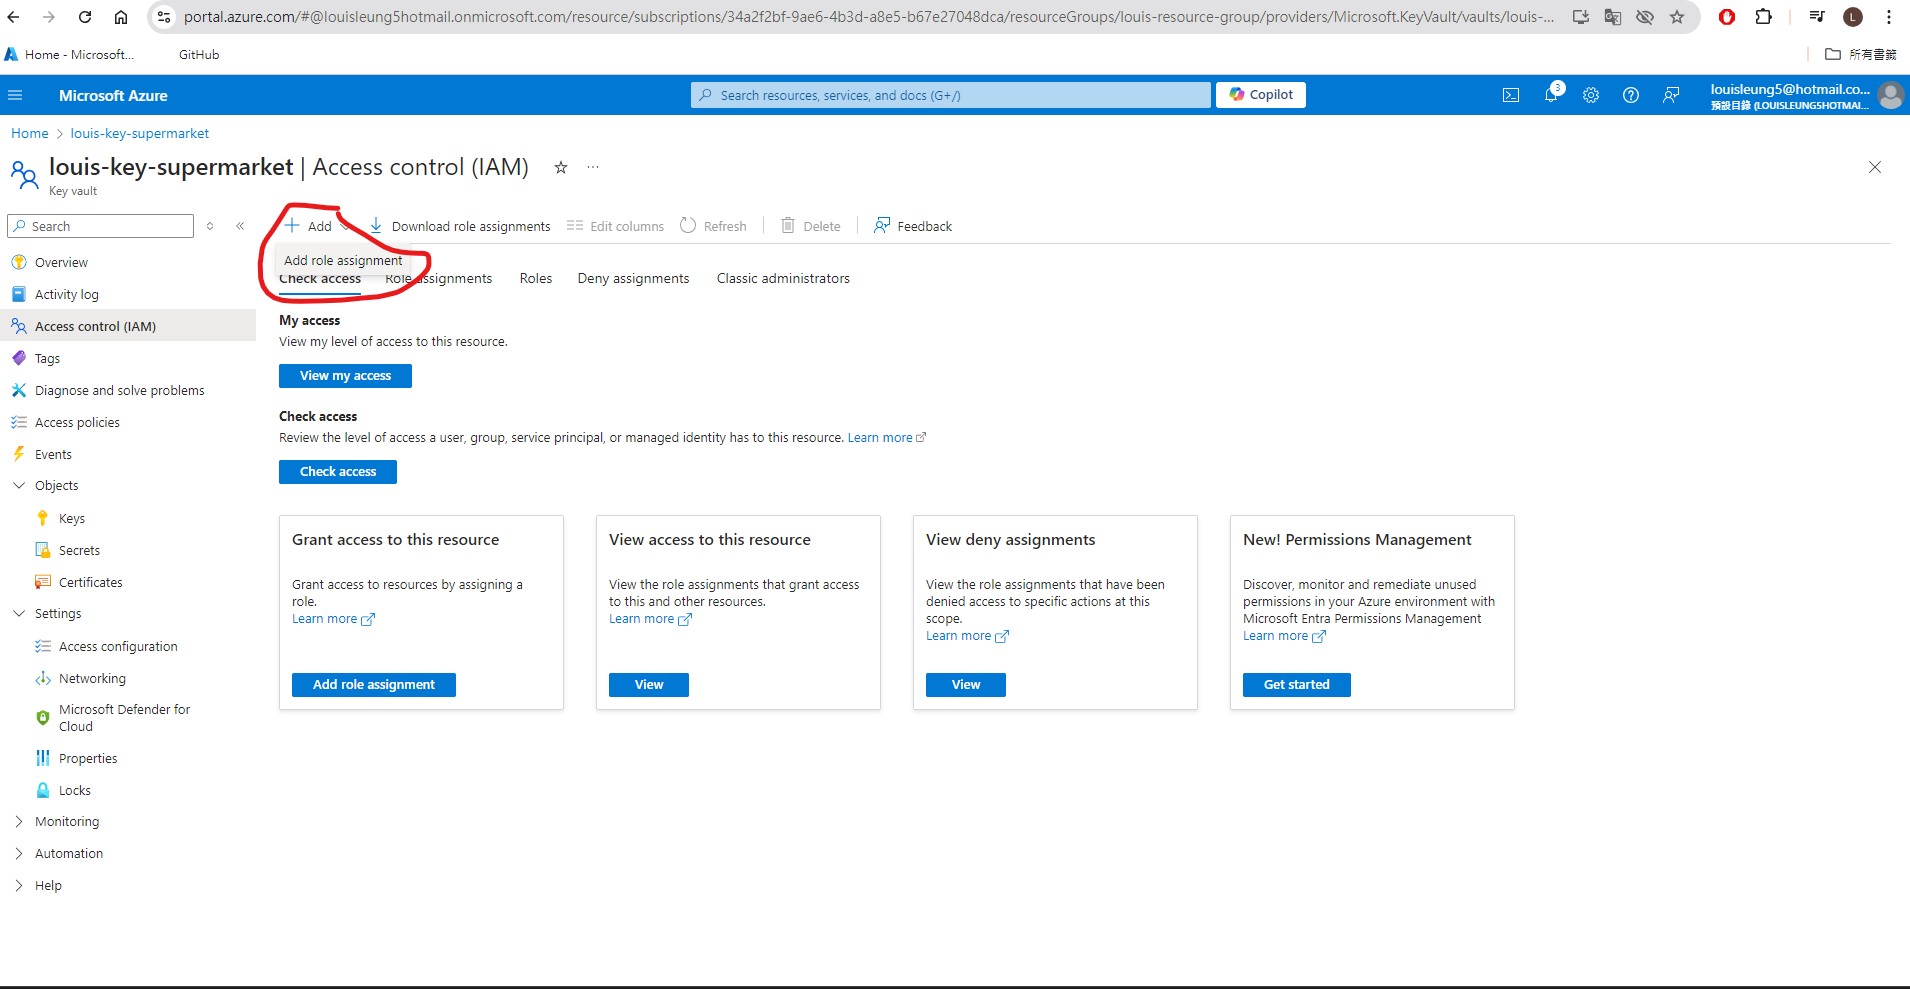 portal.azure.com/#@louisleung5hotmail.onmicrosoft.com/resource/subscriptions/34a2f2bf-9ae6-4b3d-a8e5-b67e27048dca/resourceGroups/louis-resource-group/providers/Microsoft.KeyVault/vaults/louis-...
L
Home - Microsoft...
GitHub
所有書籤
Microsoft Azure
Search resources, services, and docs (G+/)
Copilot
3
louisleung5@hotmail.co...
預設目錄 (LOUISLEUNG5HOTMAI...
Home > louis-key-supermarket
louis-key-supermarket | Access control (IAM)
Key vault
Search
Add
Download role assignments
Edit columns
Refresh
Delete
Feedback
Add role assignment
Check access
Role assignments
Roles
Deny assignments
Classic administrators
Overview
Activity log
Access control (IAM)
Tags
Diagnose and solve problems
Access policies
Events
Objects
Keys
Secrets
Certificates
Settings
Access configuration
Networking
Microsoft Defender for
Cloud
Properties
Locks
Monitoring
Automation
Help
My access
View my level of access to this resource.
View my access
Check access
Review the level of access a user, group, service principal, or managed identity has to this resource. Learn more
Check access
Grant access to this resource
Grant access to resources by assigning a
role.
Learn more
Add role assignment
View access to this resource
View the role assignments that grant access
to this and other resources.
Learn more
View
View deny assignments
View the role assignments that have been
denied access to specific actions at this
scope.
Learn more
View
New! Permissions Management
Discover, monitor and remediate unused
permissions in your Azure environment with
Microsoft Entra Permissions Management
Learn more
Get started